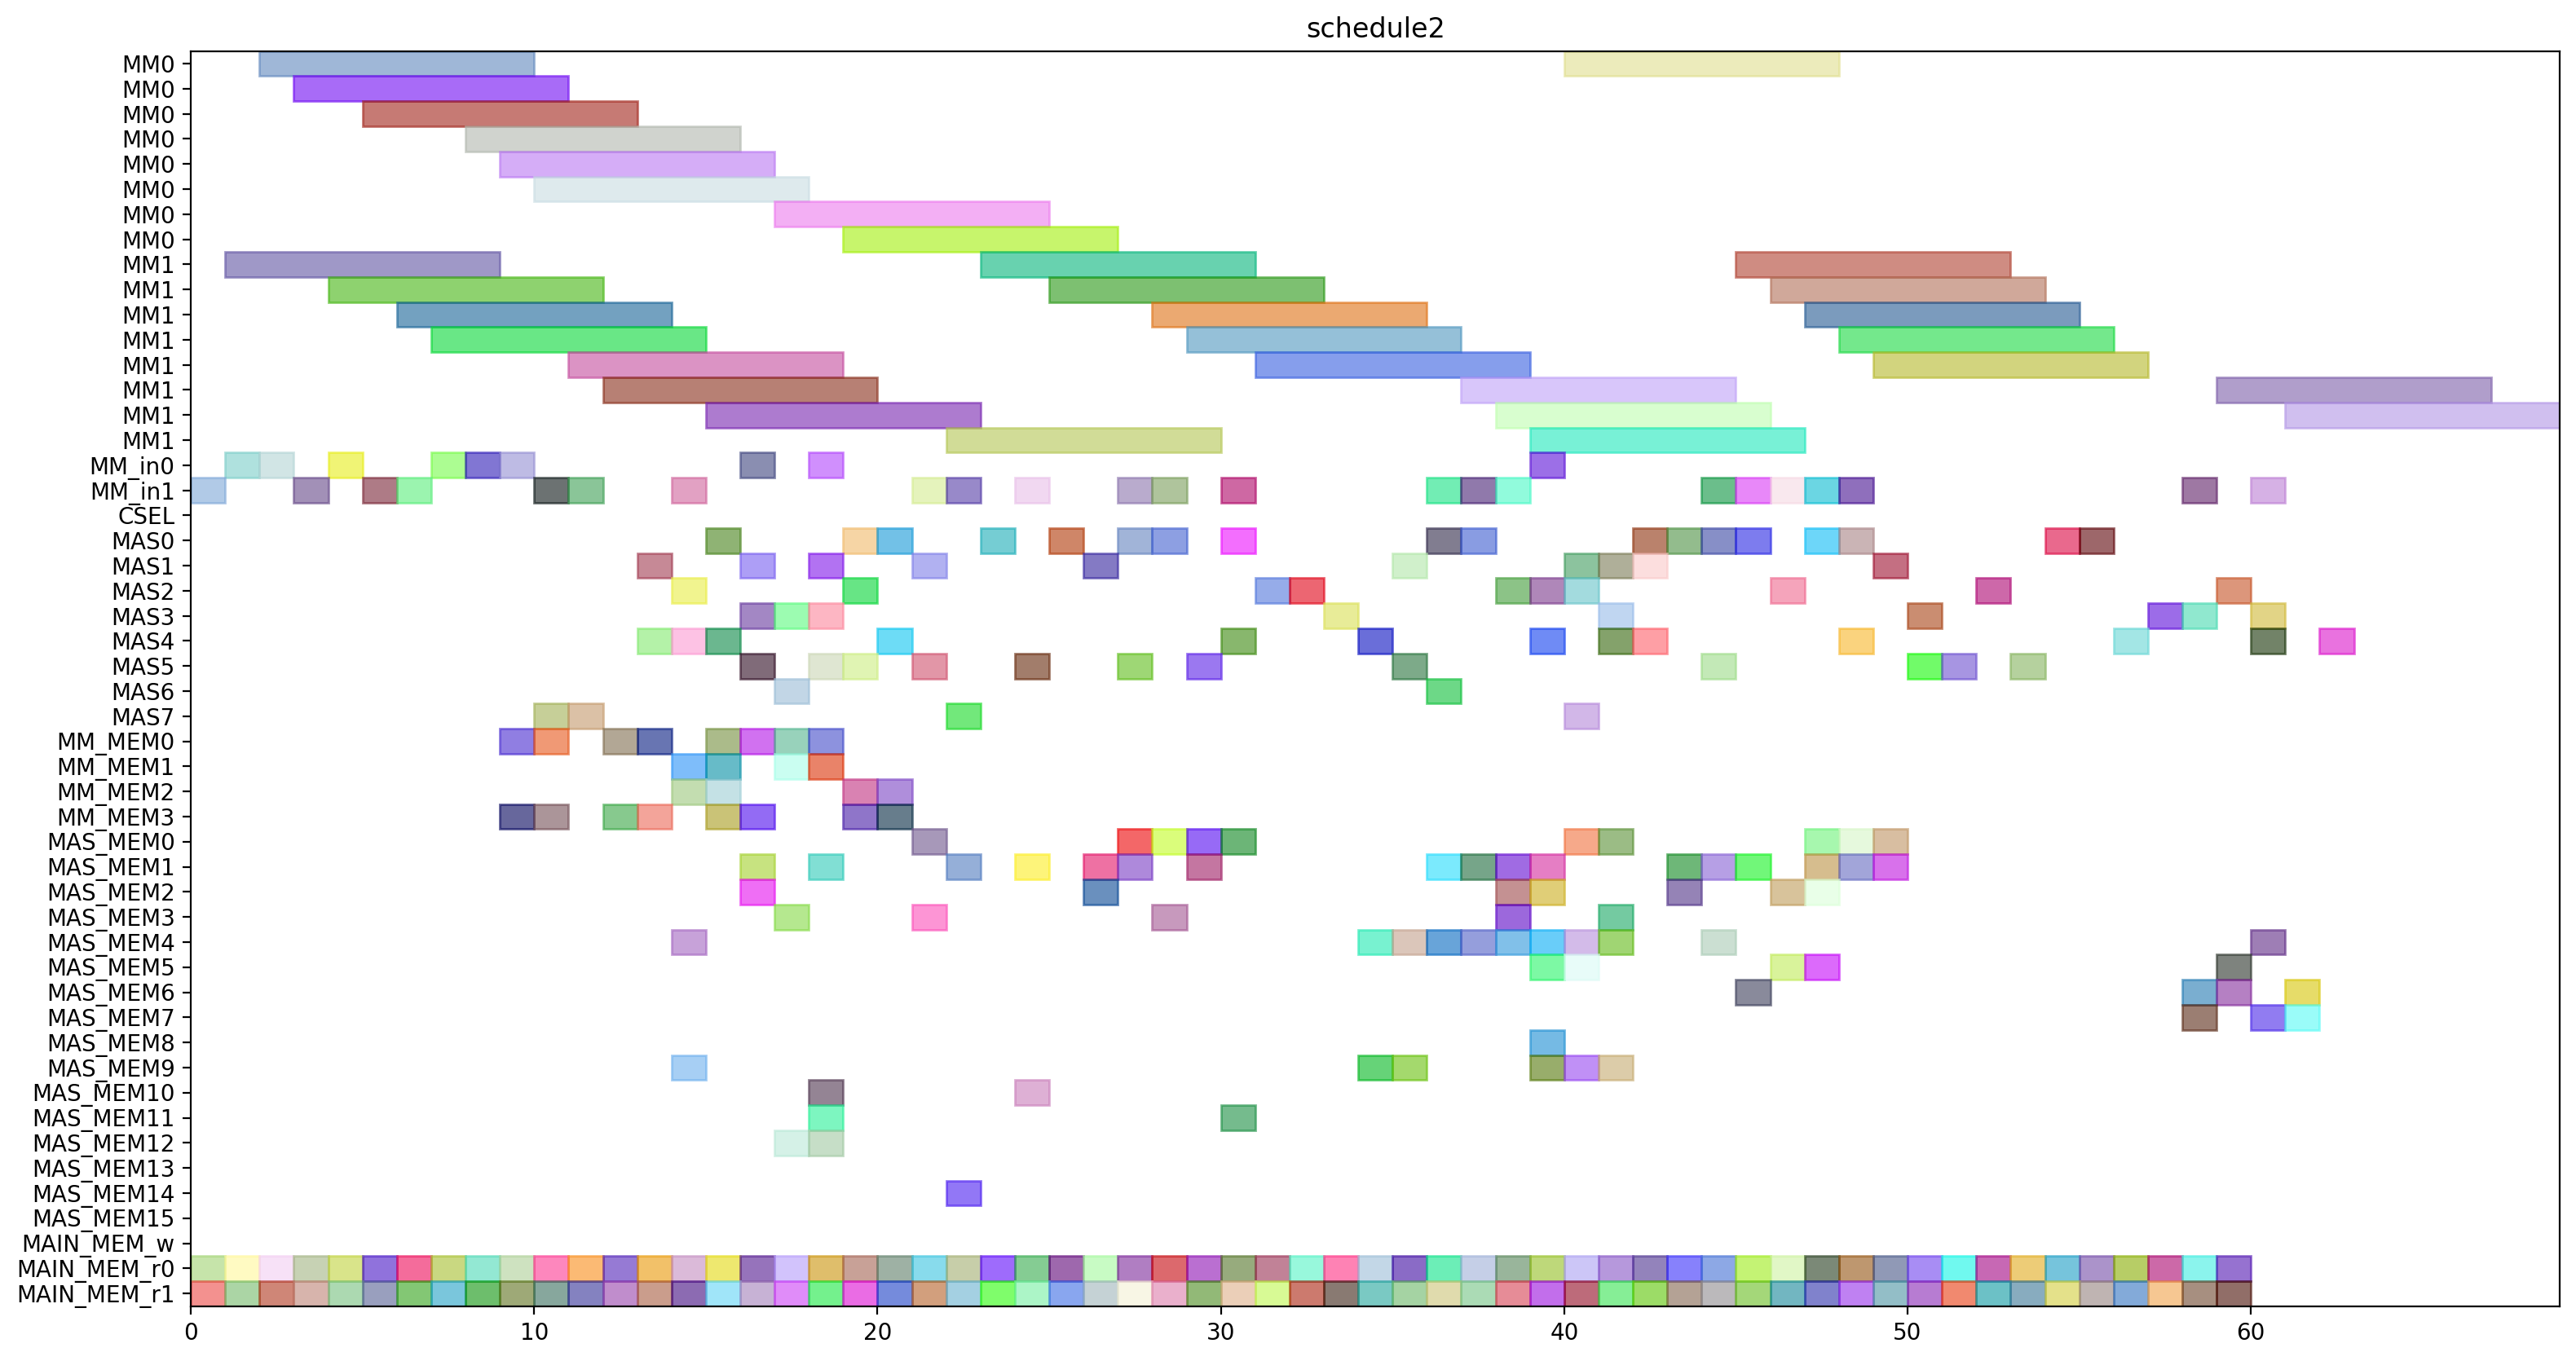 schedule2
MM0
MM0
MM0
MM0
MM0
MM0
MM0
MM0
MM1
MM1
MM1
MM1
MM1
MM1
MM1
MM1
MM_in0
MM_in1
CSEL
MAS0
MAS1
MAS2
MAS3
MAS4
MAS5
MAS6
MAS7
MM_MEM0
MM_MEM1
MM_MEM2
MM_MEM3
MAS_MEM0
MAS_MEM1
MAS_MEM2
MAS_MEM3
MAS_MEM4
MAS_MEM5
MAS_MEM6
MAS_MEM7
MAS_MEM8
MAS_MEM9
MAS_MEM10
MAS_MEM11
MAS_MEM12
MAS_MEM13
MAS_MEM14
MAS_MEM15
MAIN_MEM_w
MAIN_MEM_r0
MAIN_MEM_r1
0 10 20 30 40 50 60